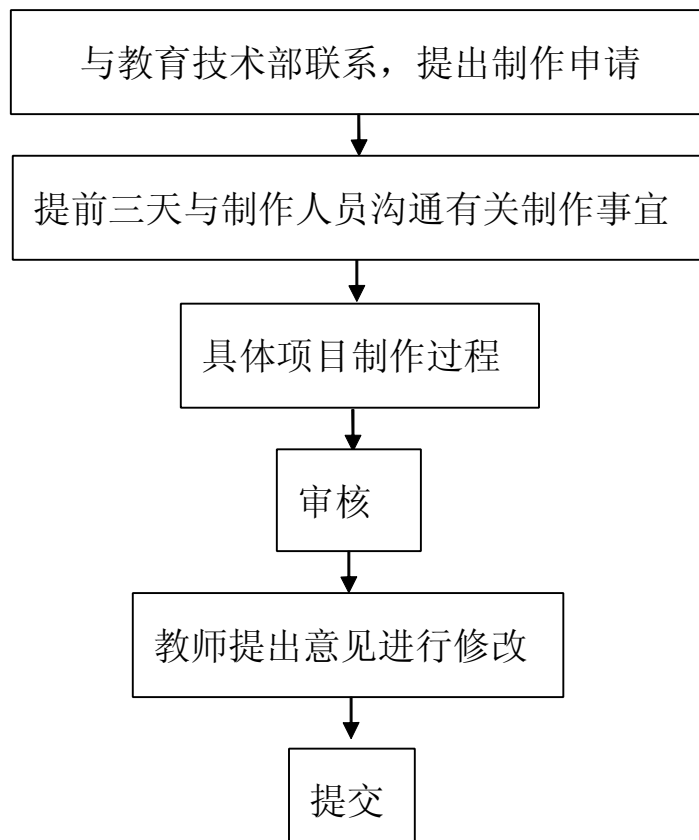 与教育技术部联系，提出制作申请
提前三天与制作人员沟通有关制作事宜
具体项目制作过程
审核
教师提出意见进行修改
提交